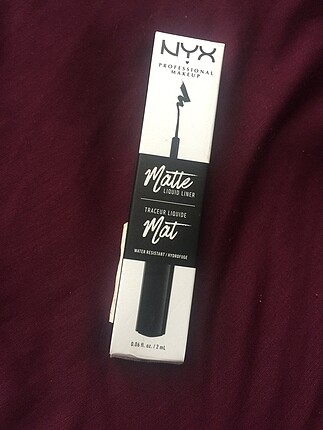 NYX
PROFESSIONAL
MAKEUP
Matte
LIQUID LINER
TRACEUR LIQUIDE
Mat
WATER RESISTANT / HYDROFUGE
0.06 fl. oz. / 2 mL